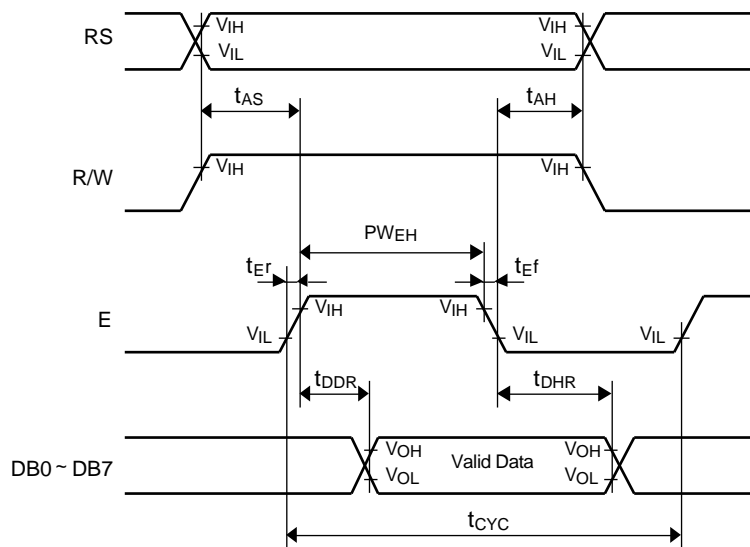 RS
VIH
VIL
VIH
VIL
tAS
tAH
R/W
VIH
VIH
PWEH
tEr
tEf
E
VIL
VIH
VIH
VIL
VIL
tDDR
tDHR
DB0 ~ DB7
VOH
VOL
Valid Data
VOH
VOL
tCYC